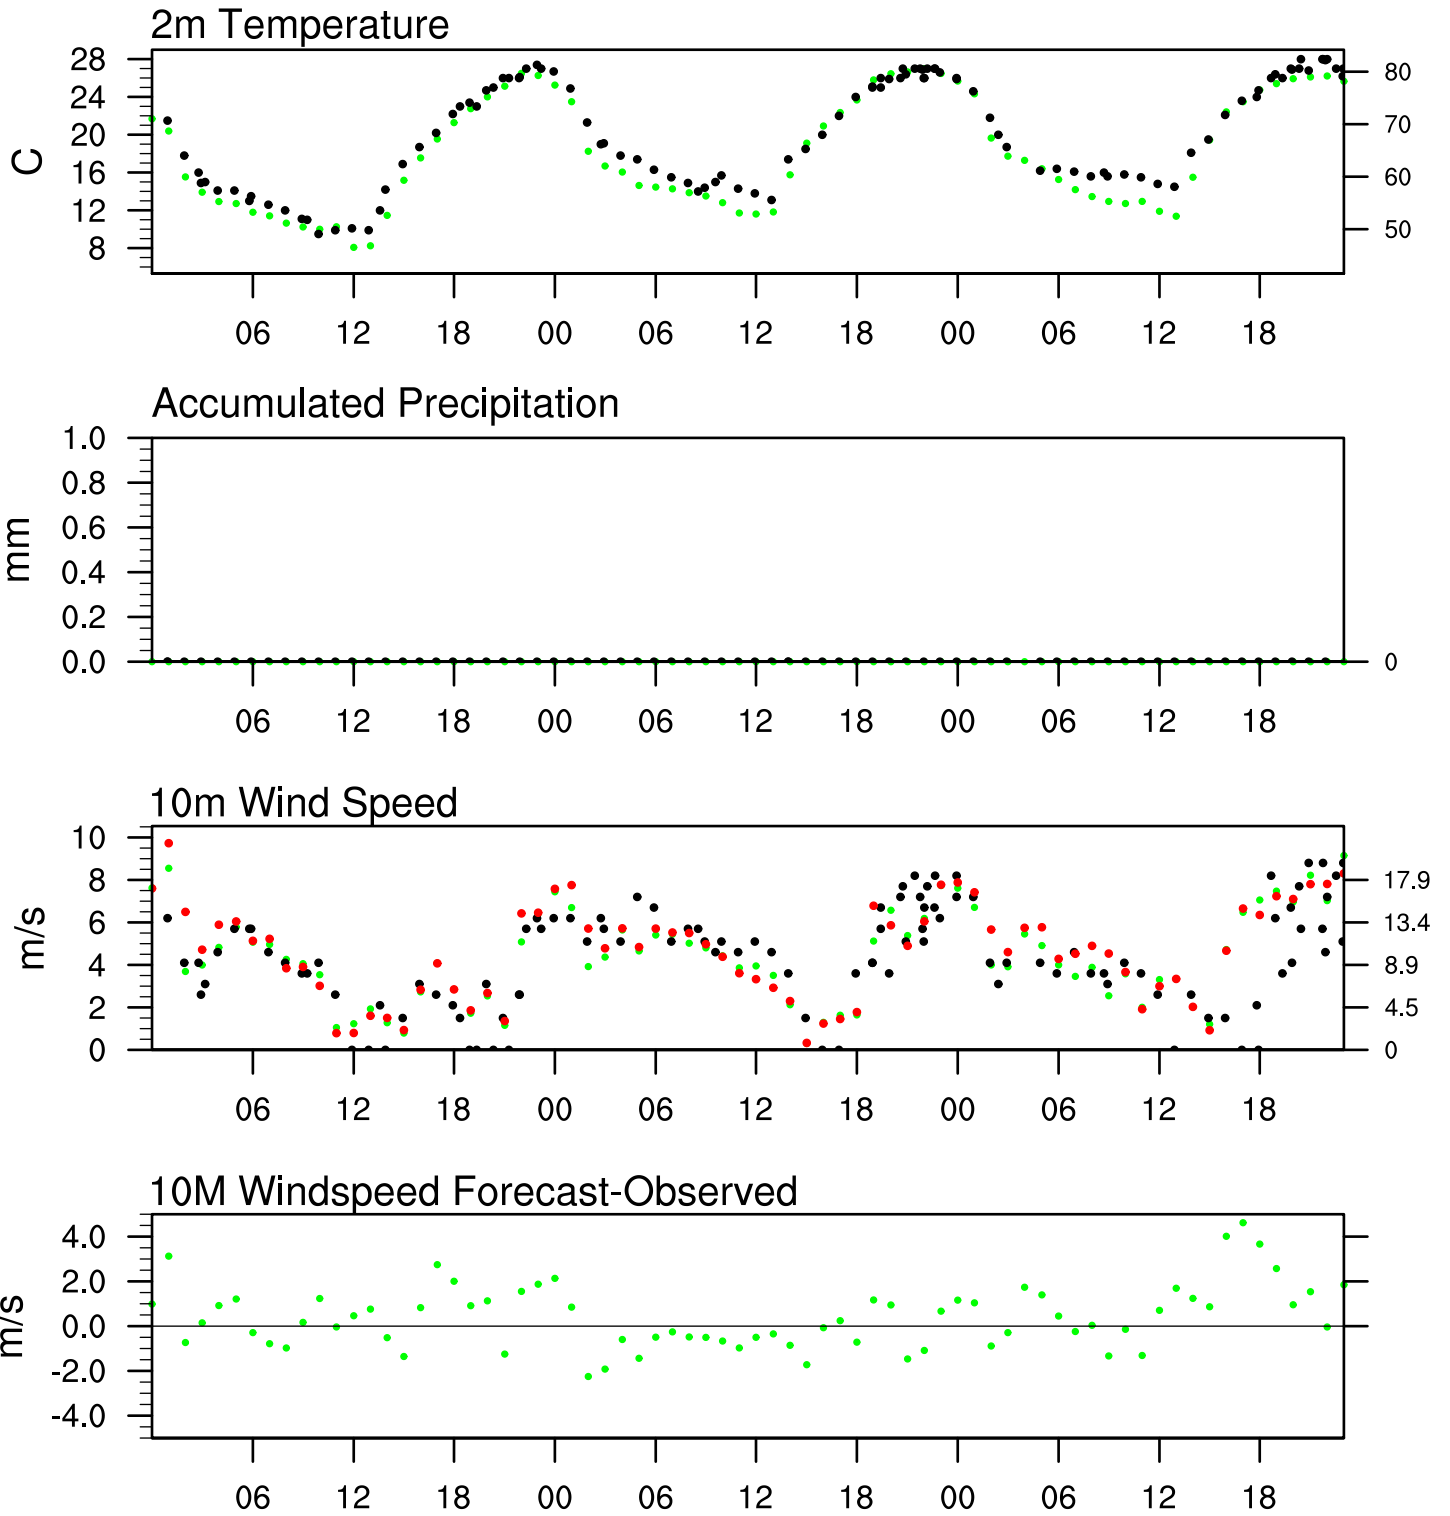 2m Temperature
28
24
20
16
12
8
C
80
70
60
50
06 12 18 00 06 12 18 00 06 12 18
Accumulated Precipitation
1.0
0.8
0.6
0.4
0.2
0.0
mm
0
06 12 18 00 06 12 18 00 06 12 18
10m Wind Speed
10
8
6
4
2
0
m/s
17.9
13.4
8.9
4.5
0
06 12 18 00 06 12 18 00 06 12 18
10M Windspeed Forecast-Observed
4.0
2.0
0.0
-2.0
-4.0
m/s
06 12 18 00 06 12 18 00 06 12 18